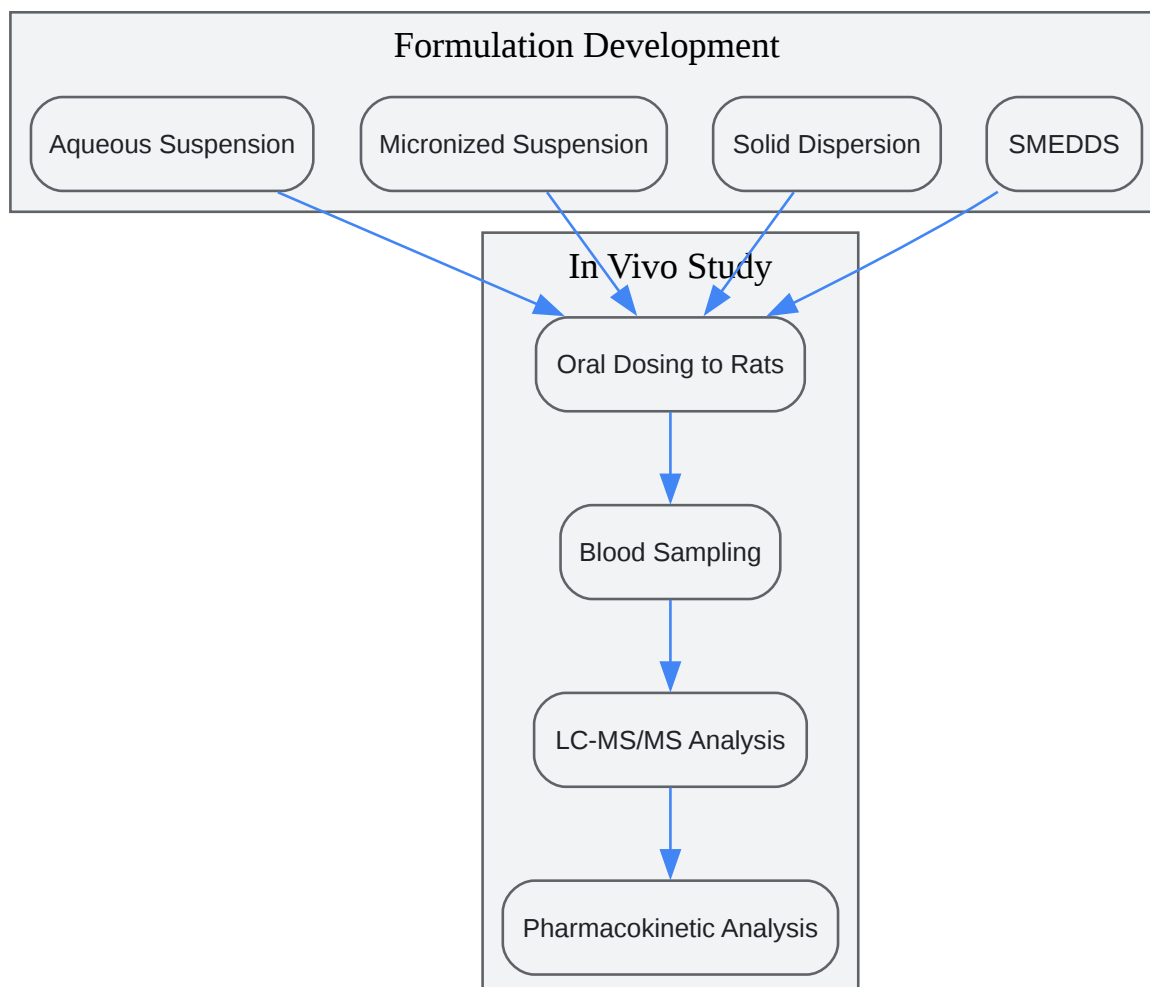 Formulation Development
Aqueous Suspension
Micronized Suspension
Solid Dispersion
SMEDDS
In Vivo Study
Oral Dosing to Rats
Blood Sampling
LC-MS/MS Analysis
Pharmacokinetic Analysis